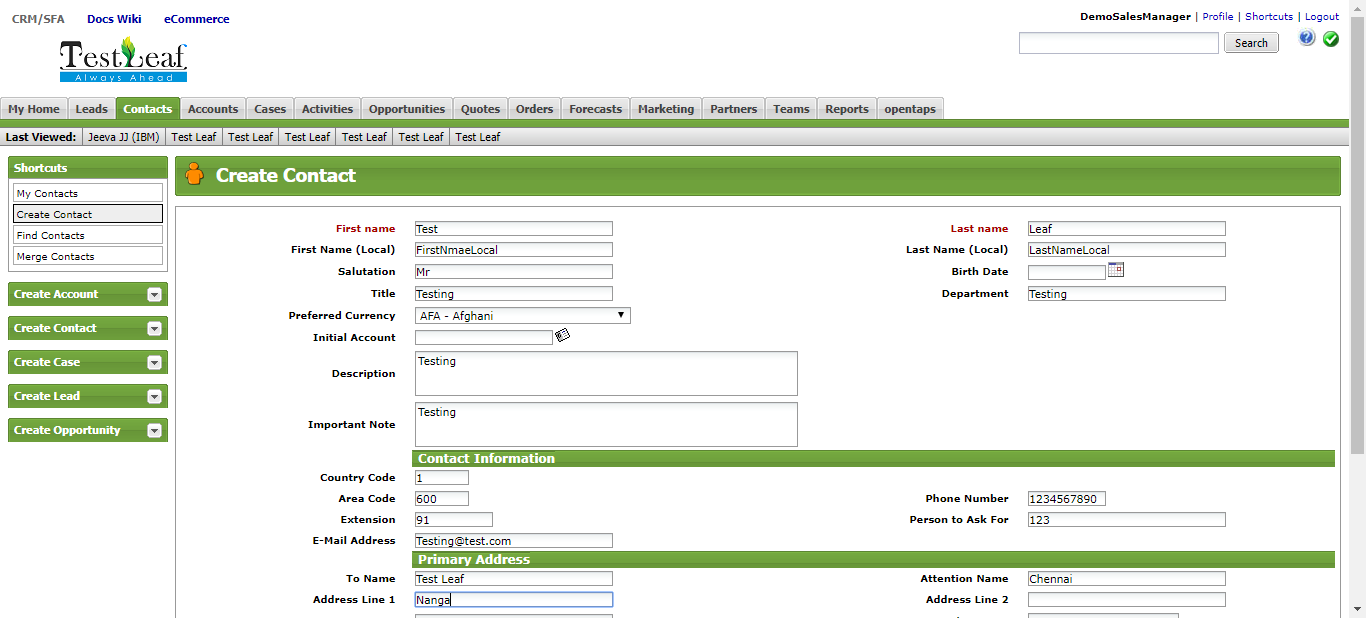 CRM/SFA Docs Wiki eCommerce
DemoSalesManager | Profile | Shortcuts | Logout
TestLeaf
Always Ahead
Search
?
My Home Leads Contacts Accounts Cases Activities Opportunities Quotes Orders Forecasts Marketing Partners Teams Reports opentaps
Last Viewed: Jeeva JJ (IBM) Test Leaf Test Leaf Test Leaf Test Leaf Test Leaf Test Leaf
Shortcuts
My Contacts
Create Contact
Find Contacts
Merge Contacts
Create Account
Create Contact
Create Case
Create Lead
Create Opportunity
Create Contact
First name Test Last name Leaf
First Name (Local) FirstNmaeLocal Last Name (Local) LastNameLocal
Salutation Mr Birth Date
Title Testing Department Testing
Preferred Currency AFA - Afghani
Initial Account
Description Testing
Important Note Testing
Contact Information
Country Code 1
Area Code 600 Phone Number 1234567890
Extension 91 Person to Ask For 123
E-Mail Address Testing@test.com
Primary Address
To Name Test Leaf Attention Name Chennai
Address Line 1 Nanga Address Line 2